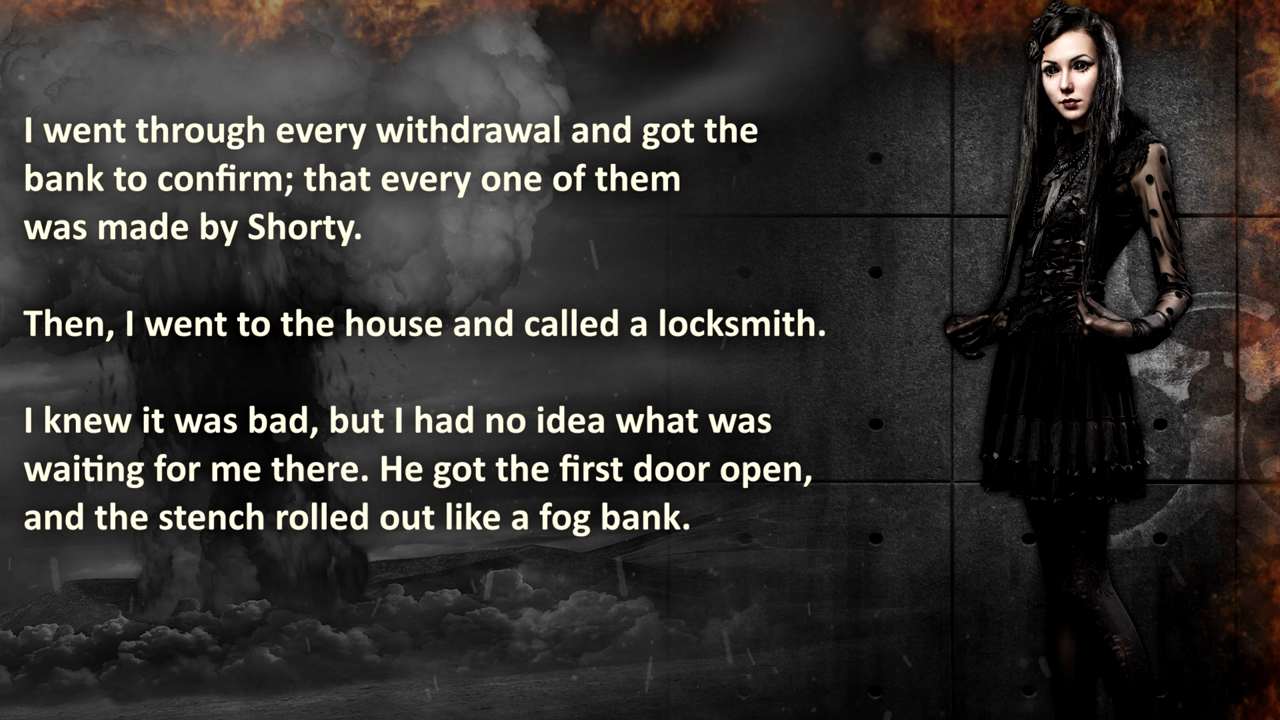 I went through every withdrawal and got the
bank to confirm; that every one of them
was made by Shorty.
Then, I went to the house and called a locksmith.
I knew it was bad, but I had no idea what was
waiting for me there. He got the first door open,
and the stench rolled out like a fog bank.